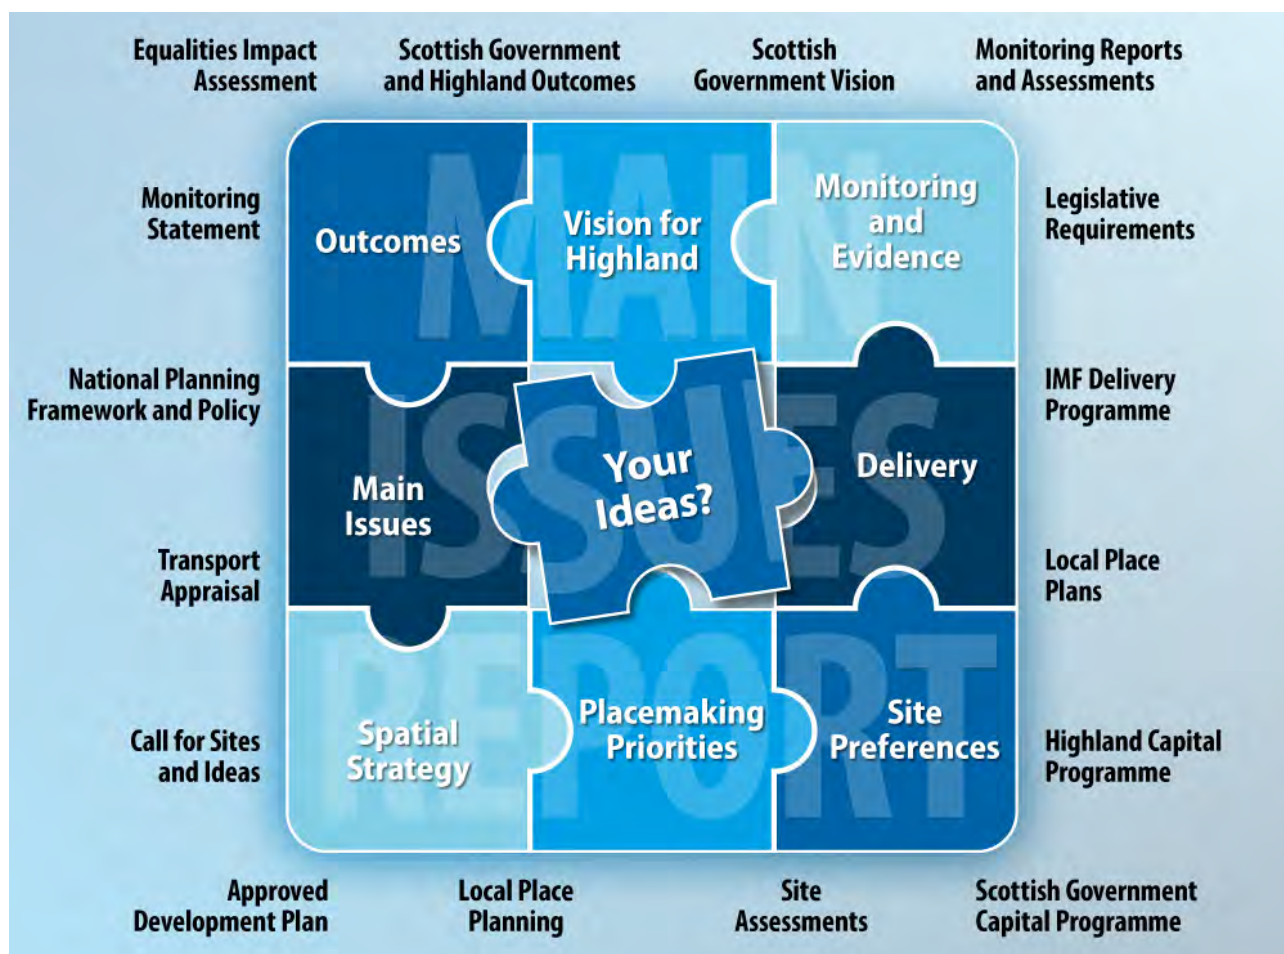 Equalities Impact
Assessment
Scottish Government
and Highland Outcomes
Scottish
Government Vision
Monitoring Reports
and Assessments
MAIN
ISSUES
REPORT
Monitoring
Statement
Outcomes
Vision for
Highland
Monitoring
and
Evidence
Legislative
Requirements
National Planning
Framework and Policy
Main
Issues
Your
Ideas?
Delivery
IMF Delivery
Programme
Transport
Appraisal
Local Place
Plans
Call for Sites
and Ideas
Spatial
Strategy
Placemaking
Priorities
Site
Preferences
Highland Capital
Programme
Approved
Development Plan
Local Place
Planning
Site
Assessments
Scottish Government
Capital Programme